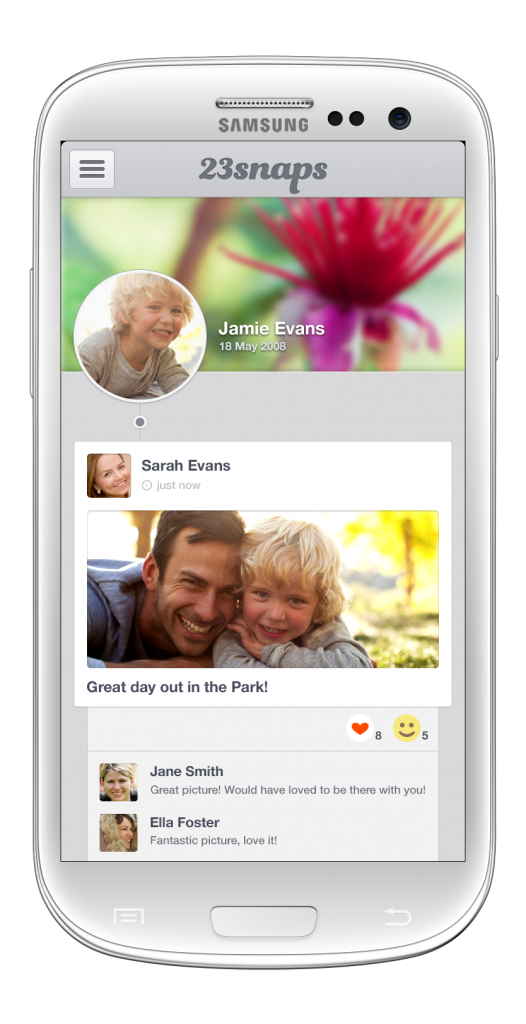 SAMSUNG
23snaps
Jamie Evans
18 May 2008
Sarah Evans
just now
Great day out in the Park!
8 5
Jane Smith
Great picture! Would have loved to be there with you!
Ella Foster
Fantastic picture, love it!